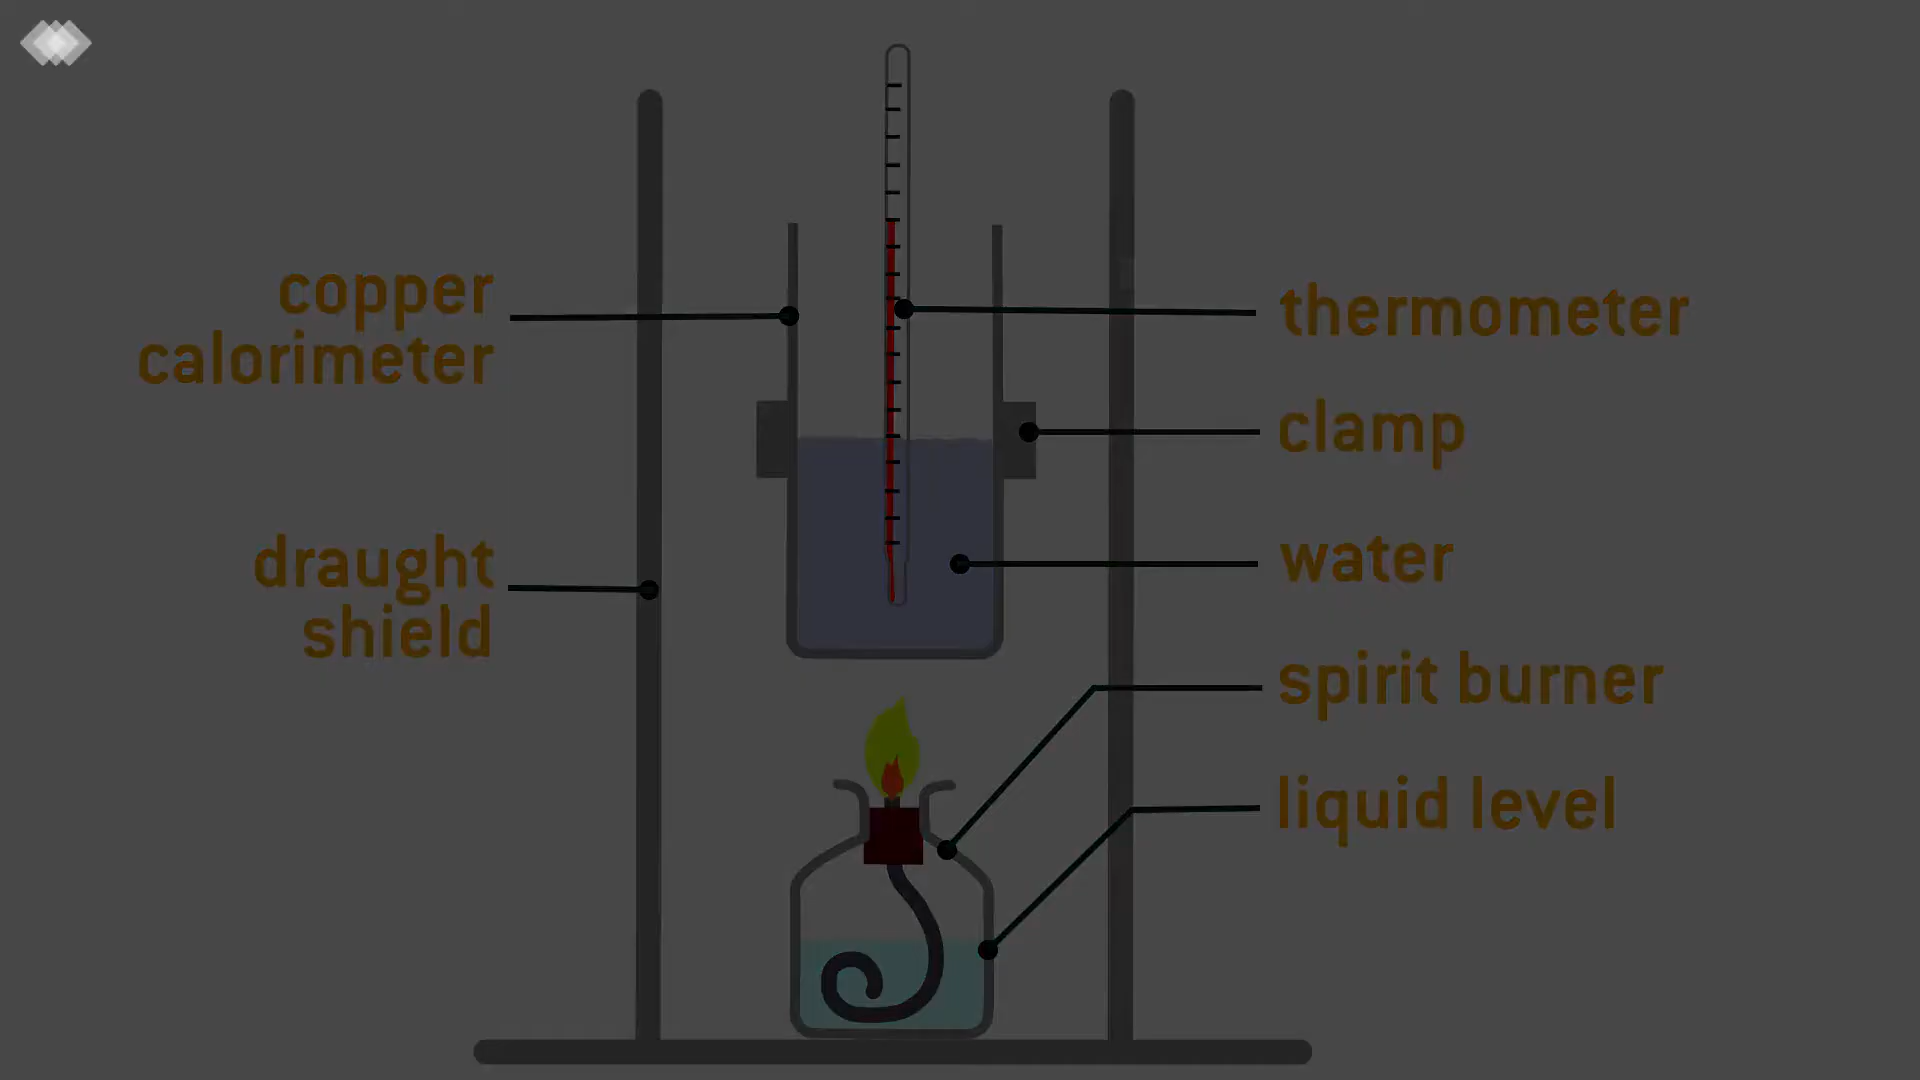 copper
calorimeter
draught
shield
thermometer
clamp
water
spirit burner
liquid level